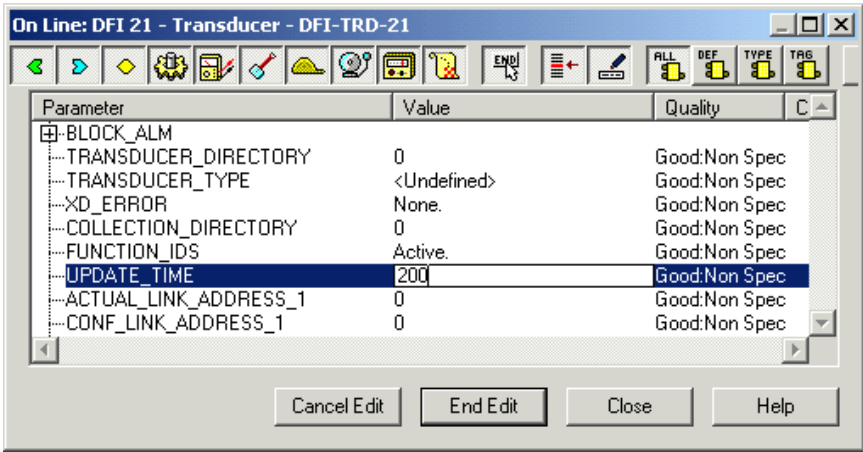 On Line: DFI 21 - Transducer - DFI-TRD-21
END ALL DEF TYPE TAG
Parameter Value Quality C
BLOCK_ALM
TRANSDUCER_DIRECTORY 0 Good:Non Spec
TRANSDUCER_TYPE <Undefined> Good:Non Spec
XD_ERROR None. Good:Non Spec
COLLECTION_DIRECTORY 0 Good:Non Spec
FUNCTION_IDS Active. Good:Non Spec
UPDATE_TIME 200 Good:Non Spec
ACTUAL_LINK_ADDRESS_1 0 Good:Non Spec
CONF_LINK_ADDRESS_1 0 Good:Non Spec
Cancel Edit End Edit Close Help